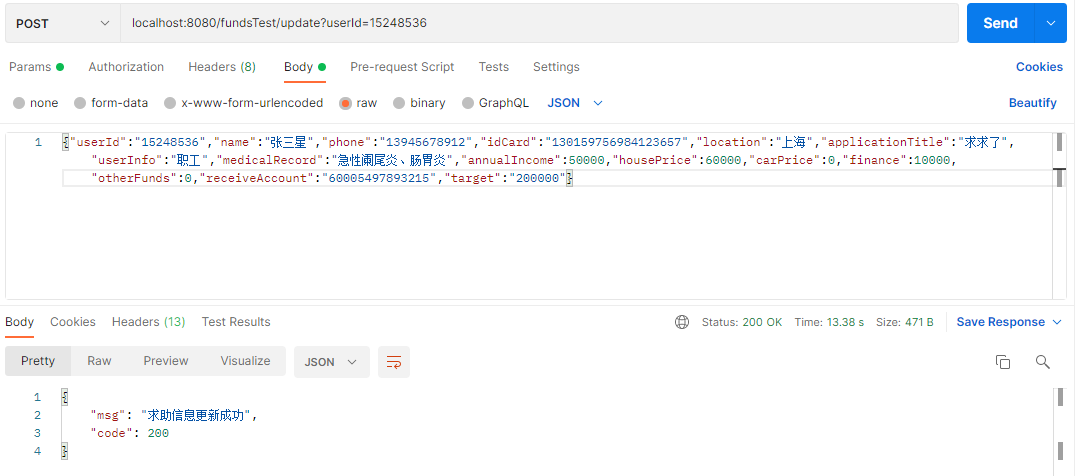 POST localhost:8080/fundsTest/update?userId=15248536 Send
Params Authorization Headers (8) Body Pre-request Script Tests Settings Cookies
none form-data x-www-form-urlencoded raw binary GraphQL JSON Beautify
1 {"userId":"15248536","name":"张三星","phone":"13945678912","idCard":"130159756984123657","location":"上海","applicationTitle":"求求了",
"userInfo":"职工","medicalRecord":"急性阑尾炎、肠胃炎","annualIncome":50000,"housePrice":60000,"carPrice":0,"finance":10000,
"otherFunds":0,"receiveAccount":"60005497893215","target":"200000"}
Body Cookies Headers (13) Test Results Status: 200 OK Time: 13.38 s Size: 471 B Save Response
Pretty Raw Preview Visualize JSON
1 {
2 "msg": "求助信息更新成功",
3 "code": 200
4 }